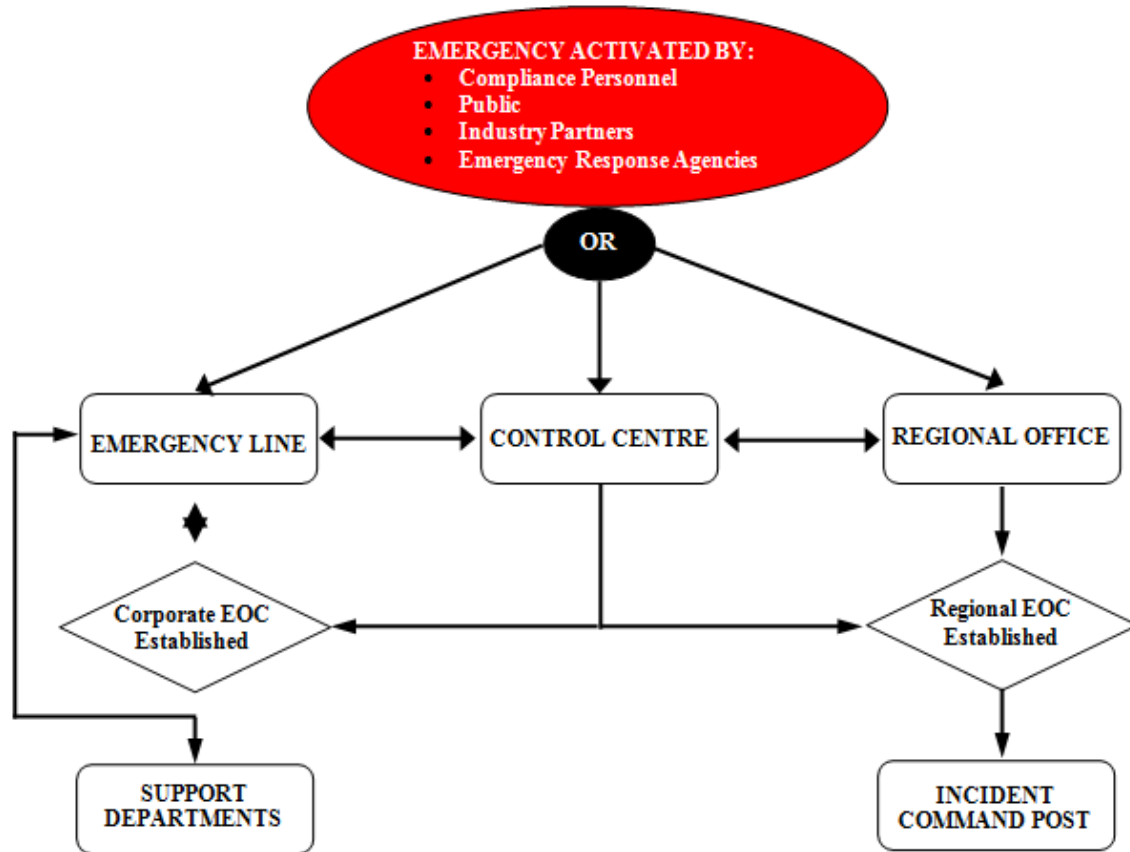 EMERGENCY ACTIVATED BY:
• Compliance Personnel
• Public
• Industry Partners
• Emergency Response Agencies
OR
EMERGENCY LINE
CONTROL CENTRE
REGIONAL OFFICE
Corporate EOC
Established
Regional EOC
Established
SUPPORT
DEPARTMENTS
INCIDENT
COMMAND POST